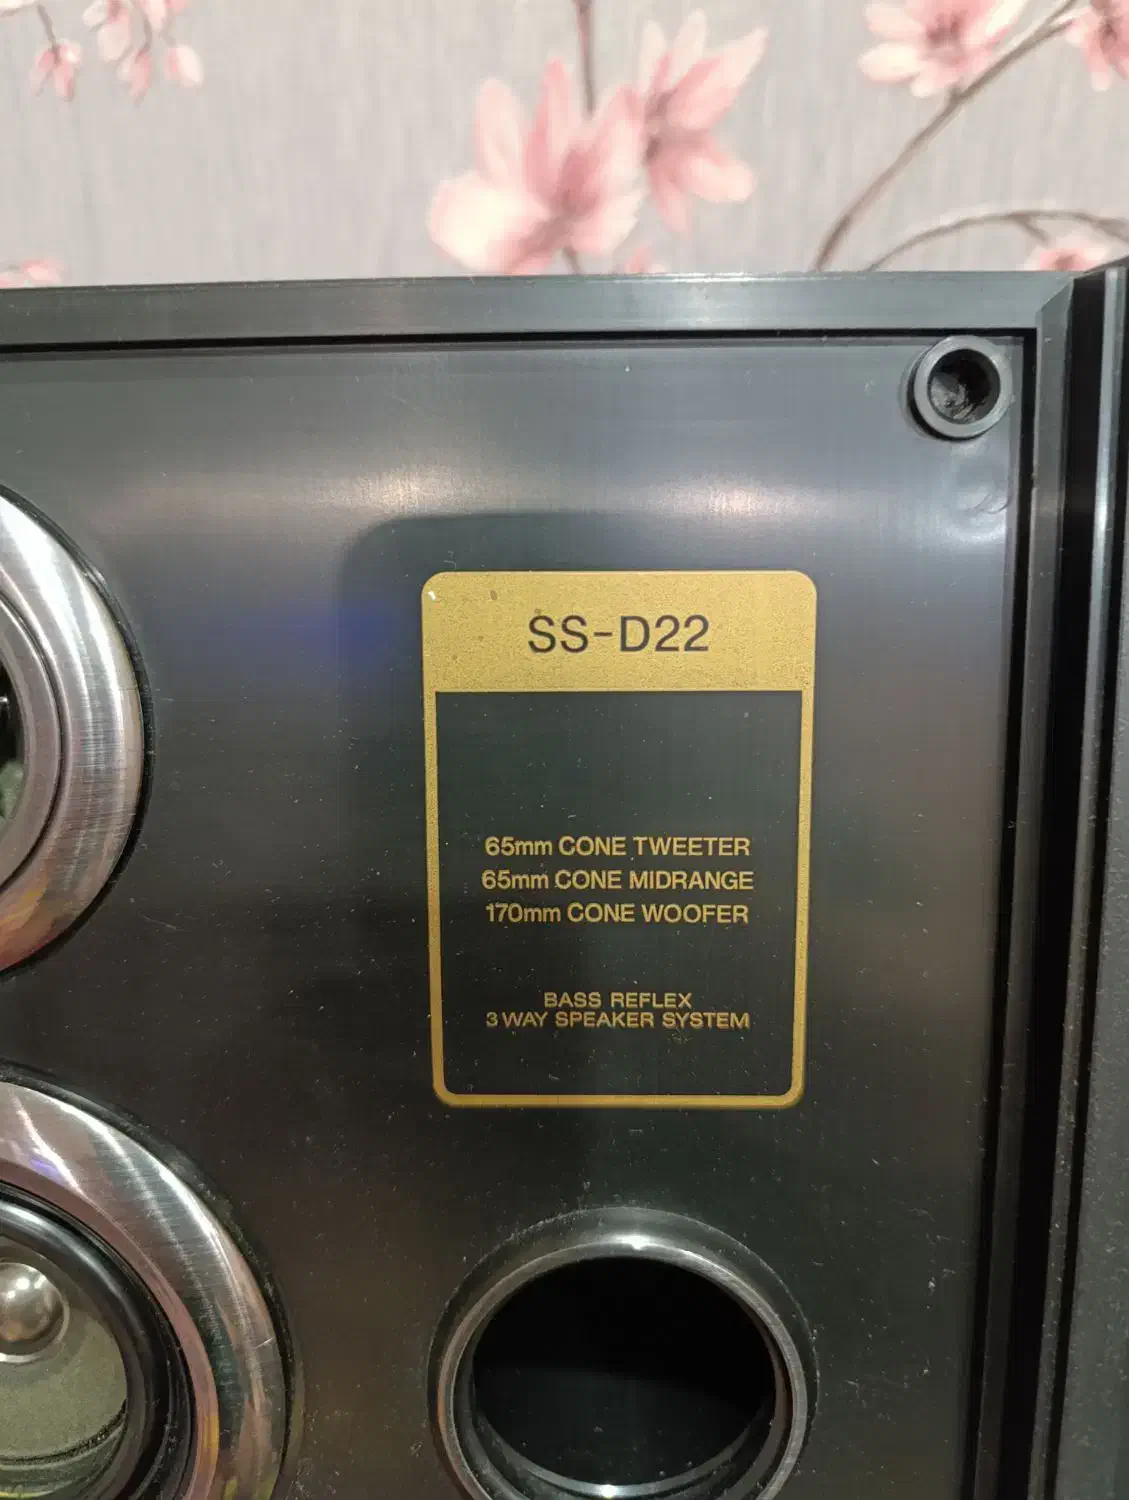 SS-D22
65mm CONE TWEETER
65mm CONE MIDRANGE
170mm CONE WOOFER
BASS REFLEX
3 WAY SPEAKER SYSTEM